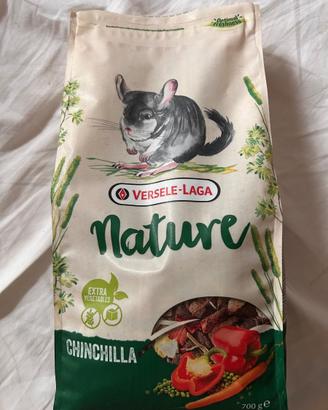 VERSELE-LAGA
Nature
EXTRA
VEGETABLES
CHINCHILLA
700 g e